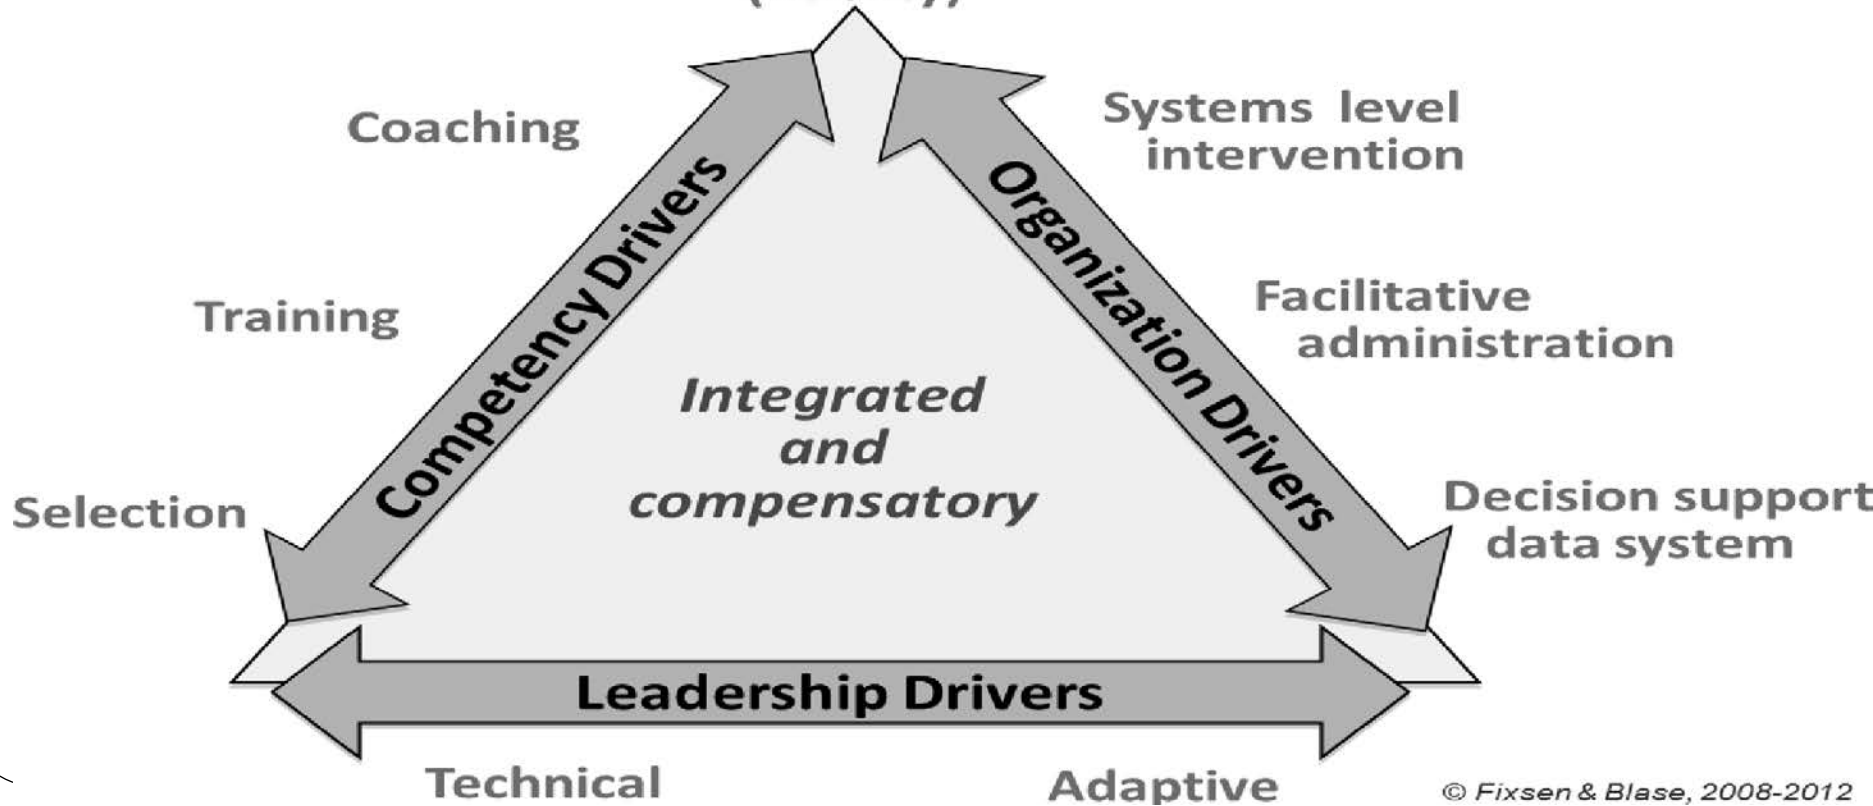 Coaching
Systems level
intervention
Competency Drivers
Organization Drivers
Training
Facilitative
administration
Integrated
and
compensatory
Selection
Decision support
data system
Leadership Drivers
Technical
Adaptive
© Fixsen & Blase, 2008-2012